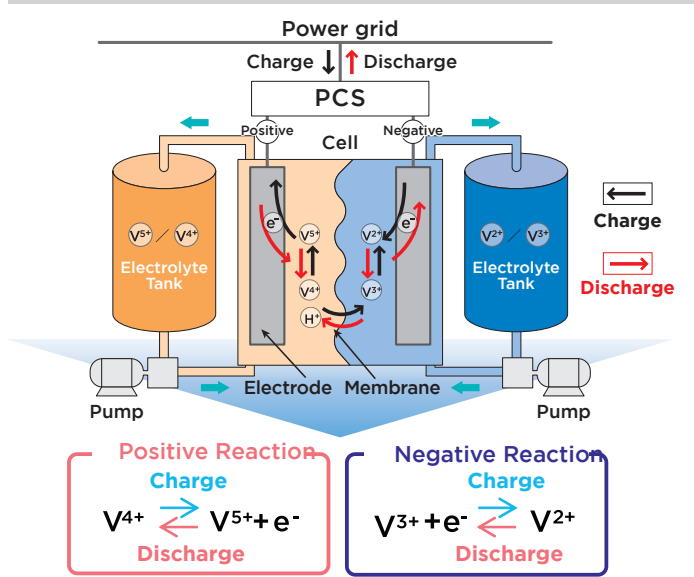 Power grid
Charge
Discharge
PCS
Positive
Negative
Cell
e⁻
e⁻
V⁵⁺
V²⁺
V⁵⁺ / V⁴⁺
V²⁺ / V³⁺
Electrolyte
Tank
Electrolyte
Tank
V⁴⁺
V³⁺
H⁺
Charge
Discharge
Electrode
Membrane
Pump
Pump
Positive Reaction
Charge
V⁴⁺ V⁵⁺+e⁻
Discharge
Negative Reaction
Charge
V³⁺+e⁻ V²⁺
Discharge